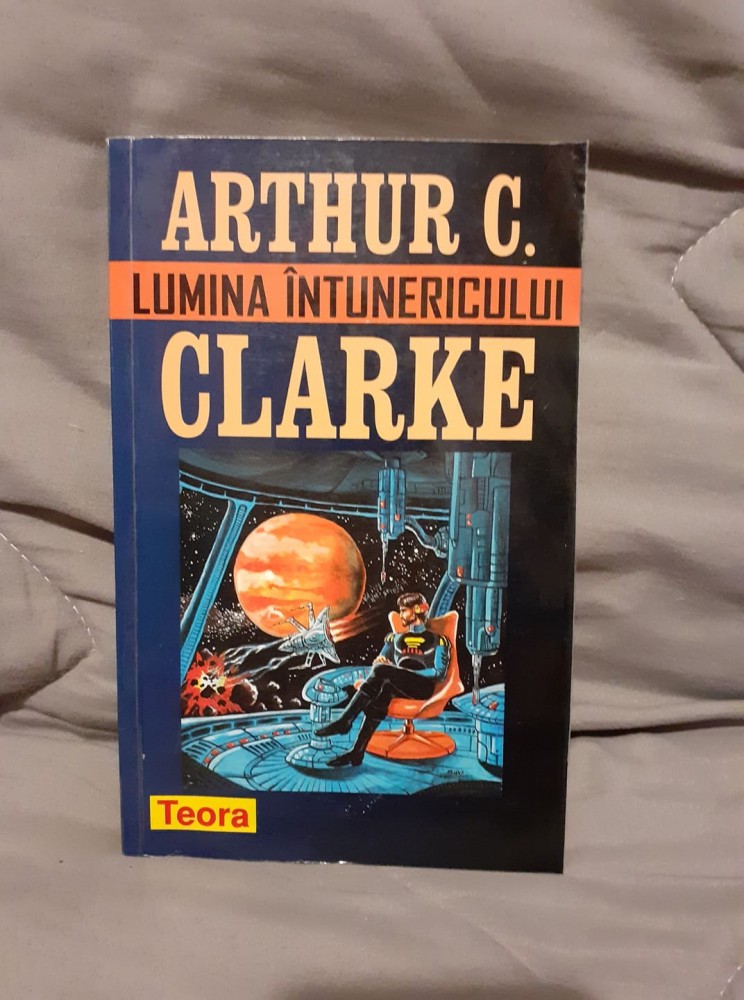 ARTHUR C.
LUMINA ÎNTUNERICULUI
CLARKE
Teora